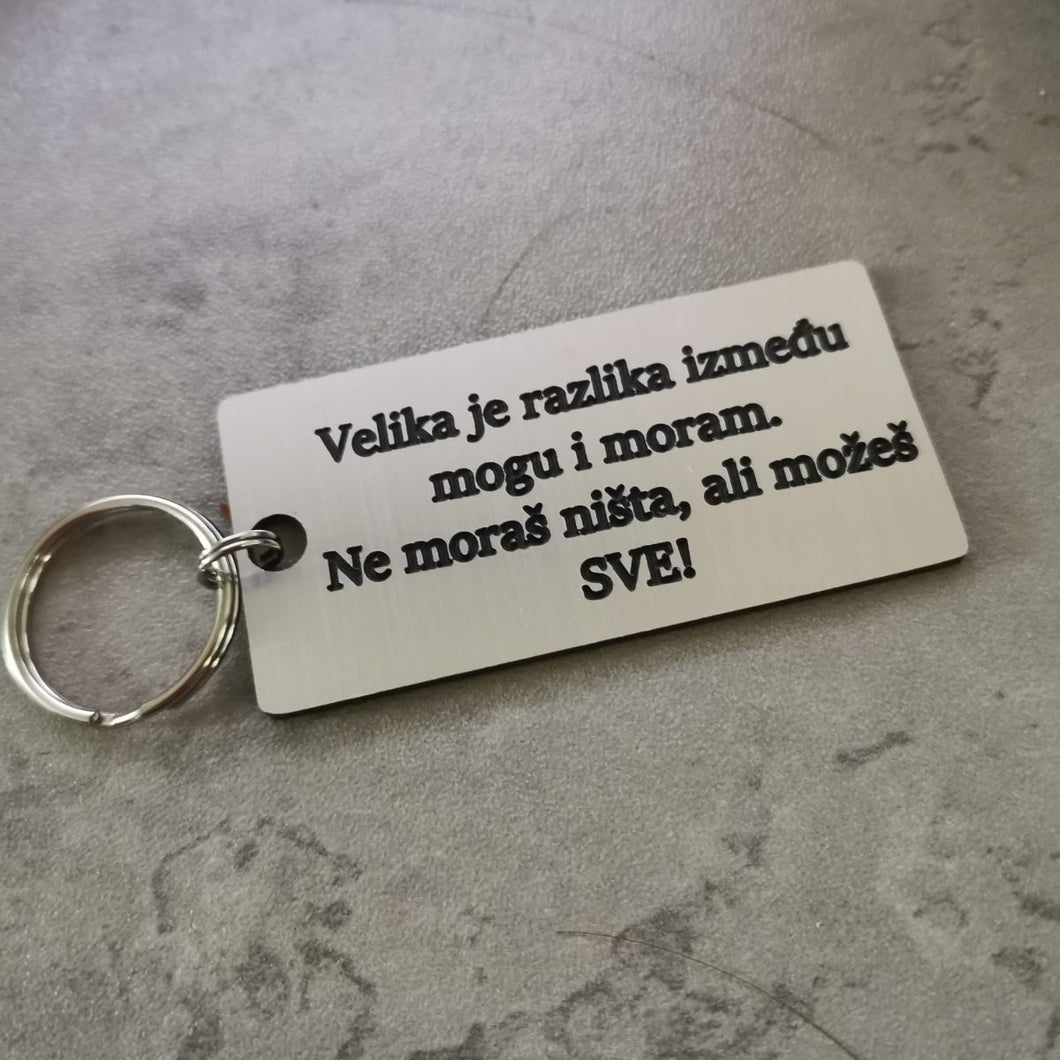 Velika je razlika između
mogu i moram.
Ne moraš ništa, ali možeš
SVE!